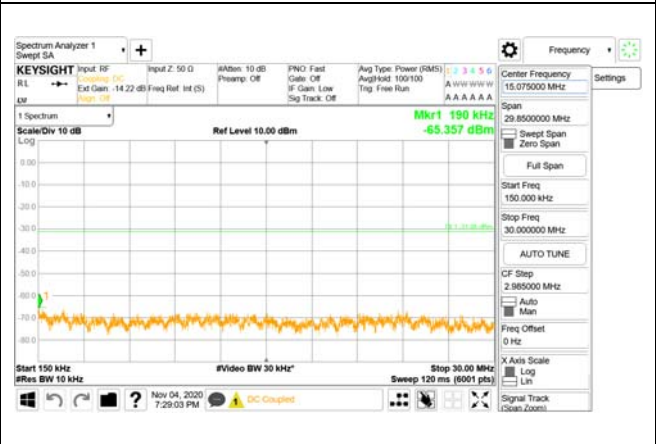 Spectrum Analyzer 1
Swept SA
Frequency
KEYSIGHT Input: RF Input Z: 50 Ω #Atten: 10 dB PNO: Fast Avg Type: Power (RMS) 1 2 3 4 5 6
RL Coupling: DC Preamp: Off Gate: Off Avg|Hold: 100/100 A W W W W W
Ext Gain: -14.22 dB Freq Ref: Int (S) IF Gain: Low Trig: Free Run
Align: Off Sig Track: Off A A A A A A
1 Spectrum
Mkr1 190 kHz
Scale/Div 10 dB Ref Level 10.00 dBm -65.357 dBm
Log
0.00
-10.0
-20.0
-30.0
-40.0
-50.0
-60.0
1
-70.0
-80.0
Start 150 kHz #Video BW 30 kHz* Stop 30.00 MHz
#Res BW 10 kHz Sweep 120 ms (6001 pts)
? Nov 04, 2020
7:29:03 PM
1 DC Coupled
Center Frequency
15.075000 MHz
Settings
Span
29.8500000 MHz
Swept Span
Zero Span
Full Span
Start Freq
150.000 kHz
Stop Freq
30.000000 MHz
AUTO TUNE
CF Step
2.985000 MHz
Auto
Man
Freq Offset
0 Hz
X Axis Scale
Log
Lin
Signal Track
(Span Zoom)